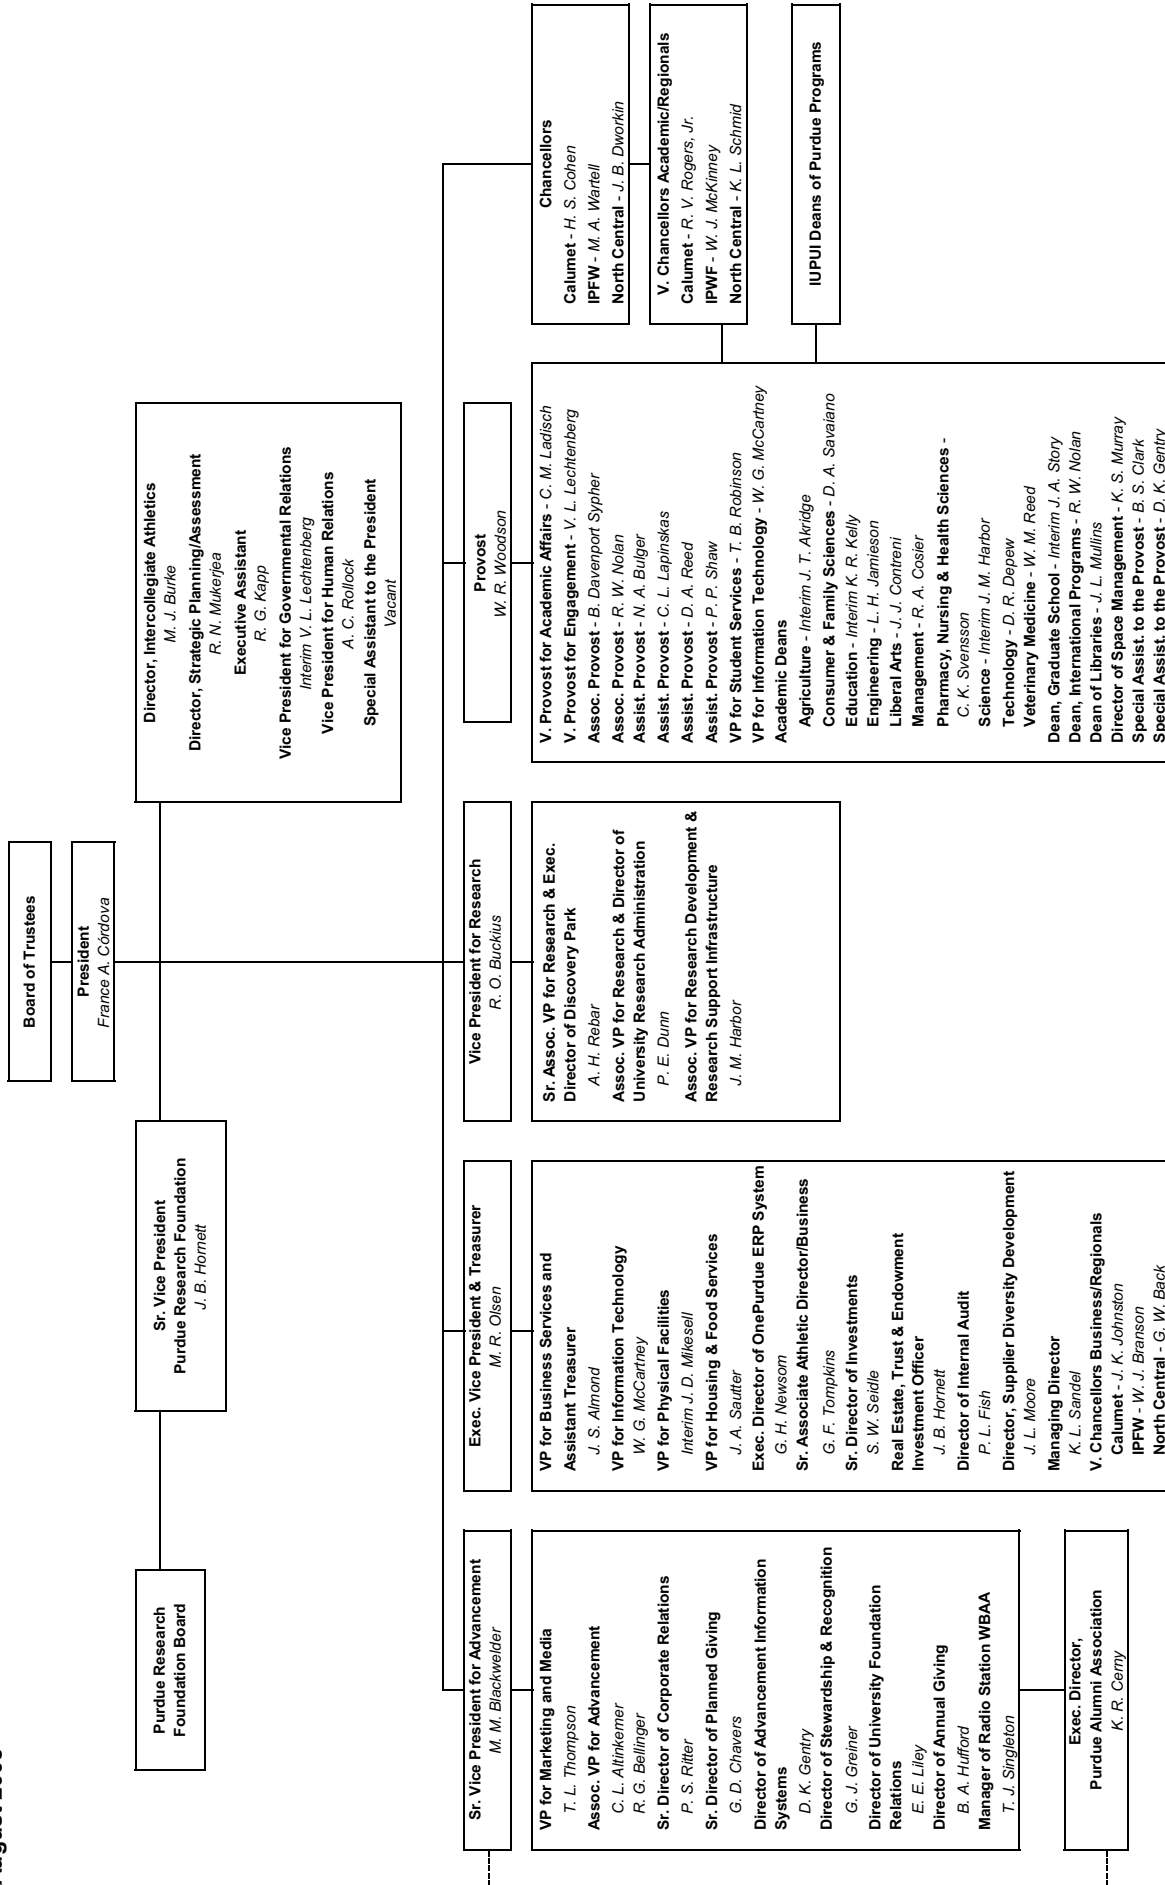 Board of Trustees
President
France A. Córdova
Purdue Research
Foundation Board
Sr. Vice President
Purdue Research Foundation
J. B. Hornett
Director, Intercollegiate Athletics
M. J. Burke
Director, Strategic Planning/Assessment
R. N. Mukerjea
Executive Assistant
R. G. Kapp
Vice President for Governmental Relations
Interim V. L. Lechtenberg
Vice President for Human Relations
A. C. Rollock
Special Assistant to the President
Vacant
Sr. Vice President for Advancement
M. M. Blackwelder
VP for Marketing and Media
T. L. Thompson
Assoc. VP for Advancement
C. L. Altinkemer
R. G. Bellinger
Sr. Director of Corporate Relations
P. S. Ritter
Sr. Director of Planned Giving
G. D. Chavers
Director of Advancement Information
Systems
D. K. Gentry
Director of Stewardship & Recognition
G. J. Greiner
Director of University Foundation
Relations
E. E. Liley
Director of Annual Giving
B. A. Hufford
Manager of Radio Station WBAA
T. J. Singleton
Exec. Director,
Purdue Alumni Association
K. R. Cerny
Exec. Vice President & Treasurer
M. R. Olsen
VP for Business Services and
Assistant Treasurer
J. S. Almond
VP for Information Technology
W. G. McCartney
VP for Physical Facilities
Interim J. D. Mikesell
VP for Housing & Food Services
J. A. Sautter
Exec. Director of OnePurdue ERP System
G. H. Newsom
Sr. Associate Athletic Director/Business
G. F. Tompkins
Sr. Director of Investments
S. W. Seidle
Real Estate, Trust & Endowment
Investment Officer
J. B. Hornett
Director of Internal Audit
P. L. Fish
Director, Supplier Diversity Development
J. L. Moore
Managing Director
K. L. Sandel
V. Chancellors Business/Regionals
Calumet - J. K. Johnston
IPFW - W. J. Branson
North Central - G. W. Back
Vice President for Research
R. O. Buckius
Sr. Assoc. VP for Research & Exec.
Director of Discovery Park
A. H. Rebar
Assoc. VP for Research & Director of
University Research Administration
P. E. Dunn
Assoc. VP for Research Development &
Research Support Infrastructure
J. M. Harbor
Provost
W. R. Woodson
V. Provost for Academic Affairs - C. M. Ladisch
V. Provost for Engagement - V. L. Lechtenberg
Assoc. Provost - B. Davenport Sypher
Assoc. Provost - R. W. Nolan
Assist. Provost - N. A. Bulger
Assist. Provost - C. L. Lapinskas
Assist. Provost - D. A. Reed
Assist. Provost - P. P. Shaw
VP for Student Services - T. B. Robinson
VP for Information Technology - W. G. McCartney
Academic Deans
Agriculture - Interim J. T. Akridge
Consumer & Family Sciences - D. A. Savaiano
Education - Interim K. R. Kelly
Engineering - L. H. Jamieson
Liberal Arts - J. J. Contreni
Management - R. A. Cosier
Pharmacy, Nursing & Health Sciences -
C. K. Svensson
Science - Interim J. M. Harbor
Technology - D. R. Depew
Veterinary Medicine - W. M. Reed
Dean, Graduate School - Interim J. A. Story
Dean, International Programs - R. W. Nolan
Dean of Libraries - J. L. Mullins
Director of Space Management - K. S. Murray
Special Assist. to the Provost - B. S. Clark
Special Assist. to the Provost - D. K. Gentry
Chancellors
Calumet - H. S. Cohen
IPFW - M. A. Wartell
North Central - J. B. Dworkin
V. Chancellors Academic/Regionals
Calumet - R. V. Rogers, Jr.
IPWF - W. J. McKinney
North Central - K. L. Schmid
IUPUI Deans of Purdue Programs
August